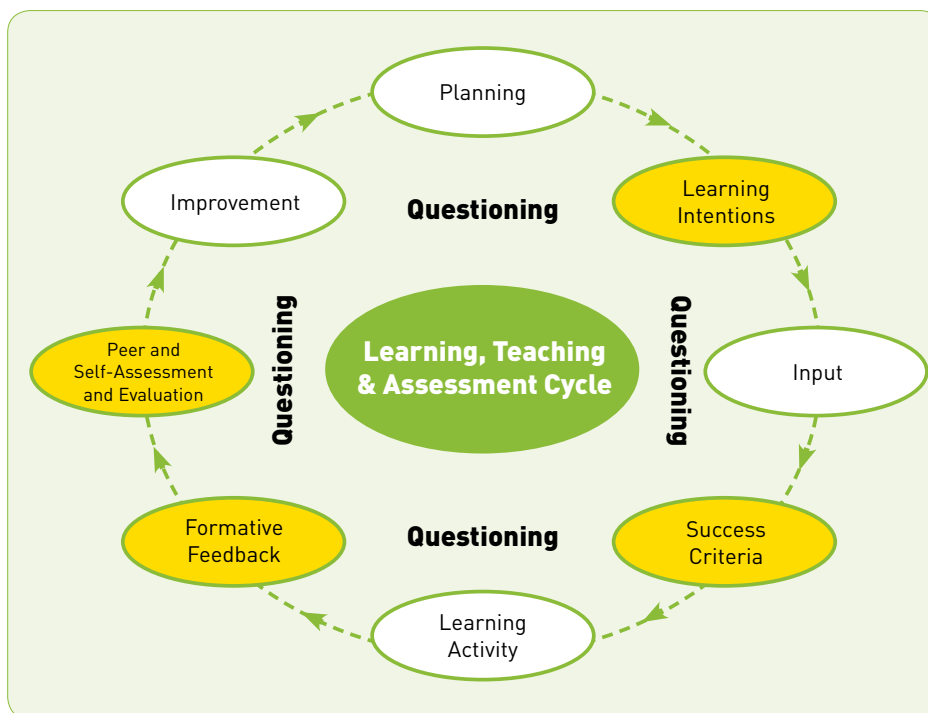 Planning
Learning
Intentions
Improvement
Questioning
Questioning
Learning, Teaching
& Assessment Cycle
Questioning
Input
Peer and
Self-Assessment
and Evaluation
Formative
Feedback
Questioning
Success
Criteria
Learning
Activity